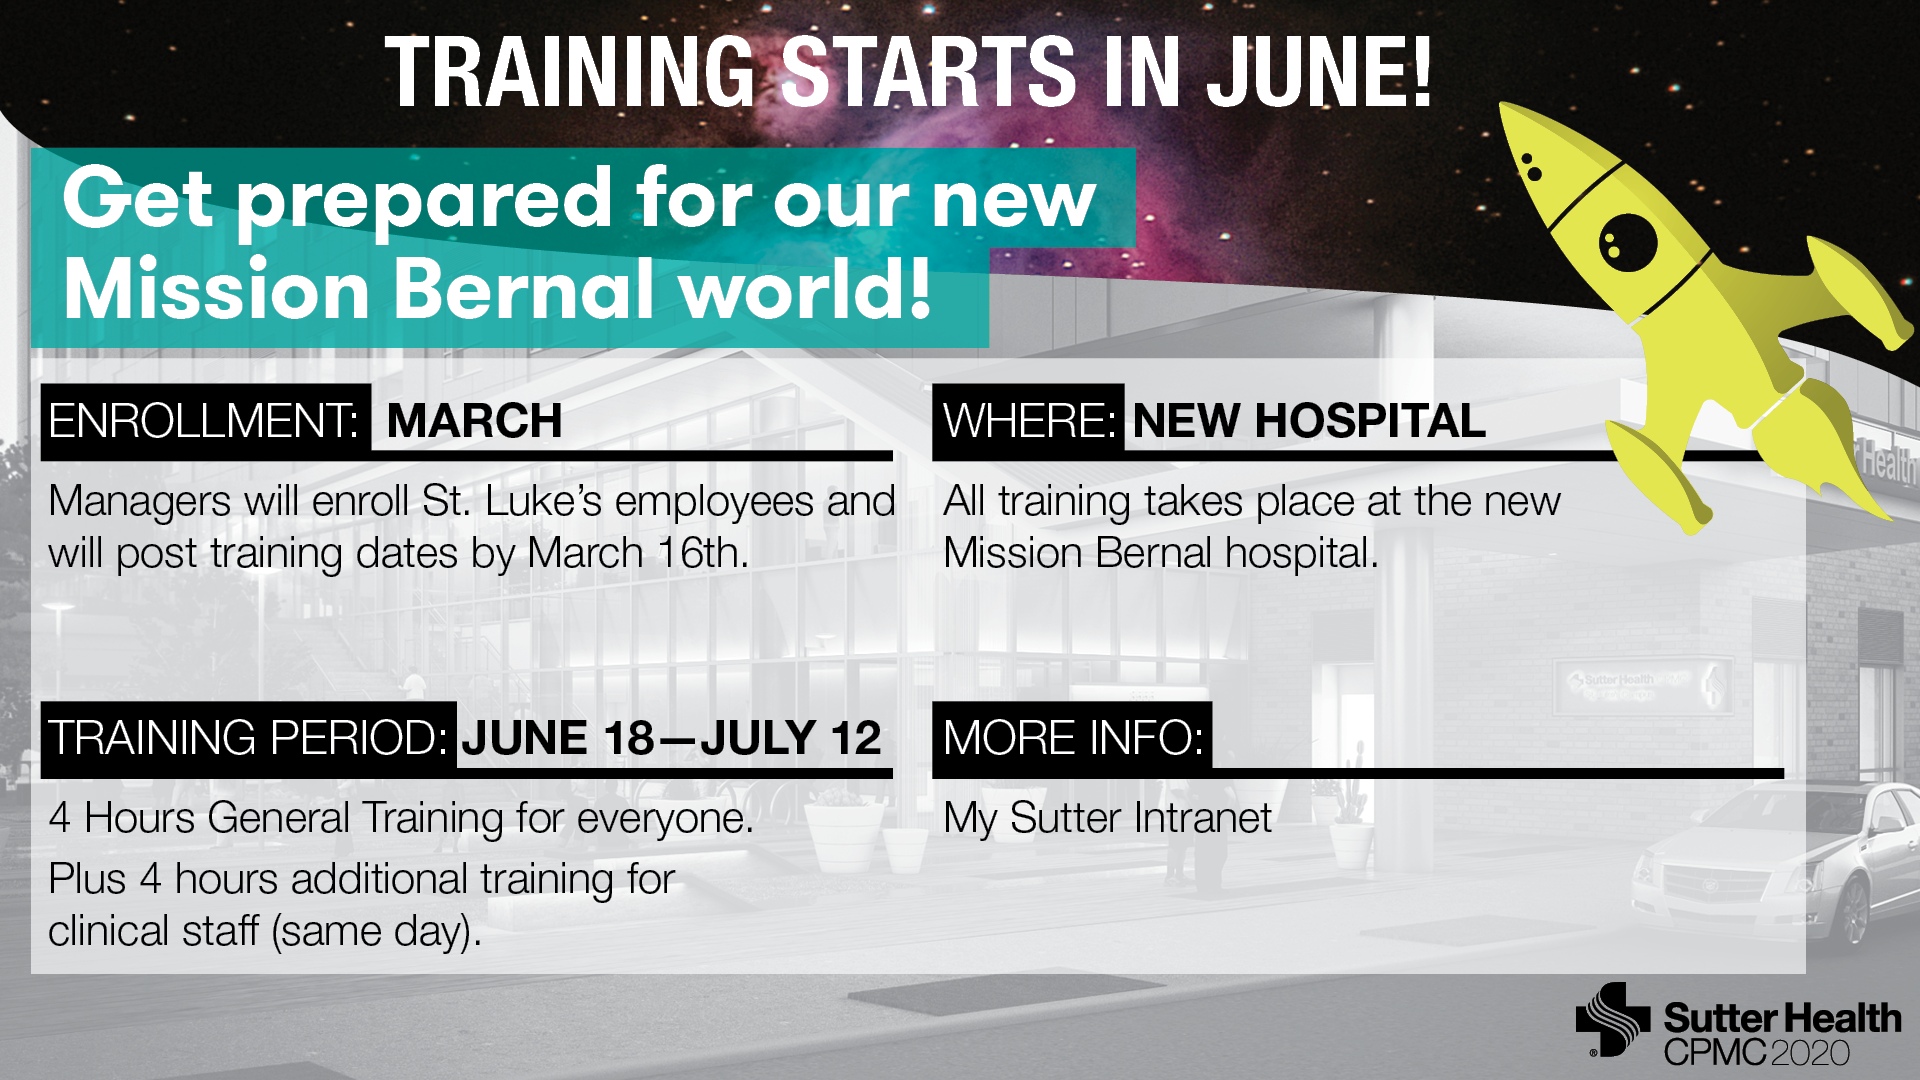 TRAINING STARTS IN JUNE!
Get prepared for our new
Mission Bernal world!
ENROLLMENT: MARCH
Managers will enroll St. Luke’s employees and
will post training dates by March 16th.
WHERE: NEW HOSPITAL
All training takes place at the new
Mission Bernal hospital.
TRAINING PERIOD: JUNE 18—JULY 12
4 Hours General Training for everyone.
Plus 4 hours additional training for
clinical staff (same day).
MORE INFO:
My Sutter Intranet
Health
Sutter Health
® Sutter Health
CPMC 2020